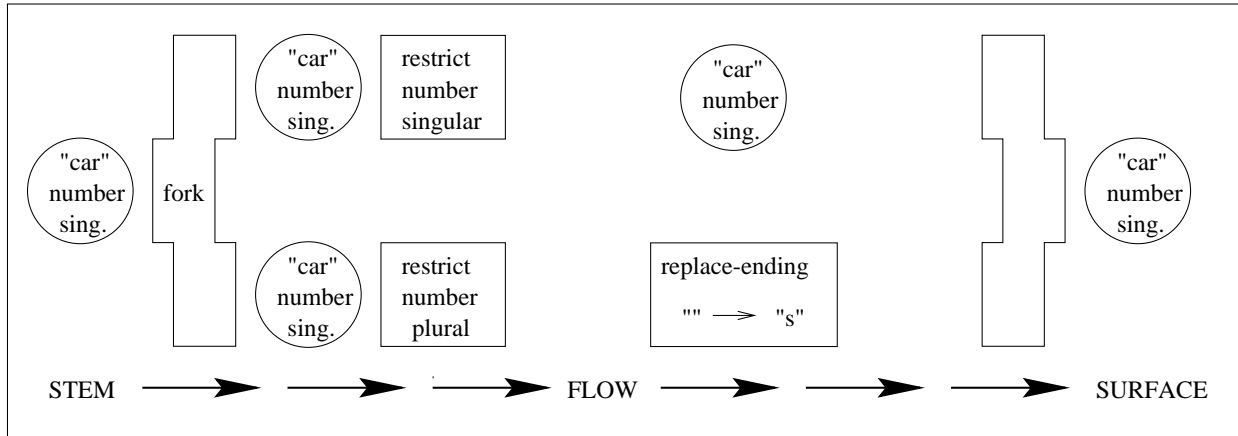 "car"
number
sing.
fork
"car"
number
sing.
restrict
number
singular
"car"
number
sing.
restrict
number
plural
"car"
number
sing.
replace-ending
"" → "s"
"car"
number
sing.
STEM FLOW SURFACE